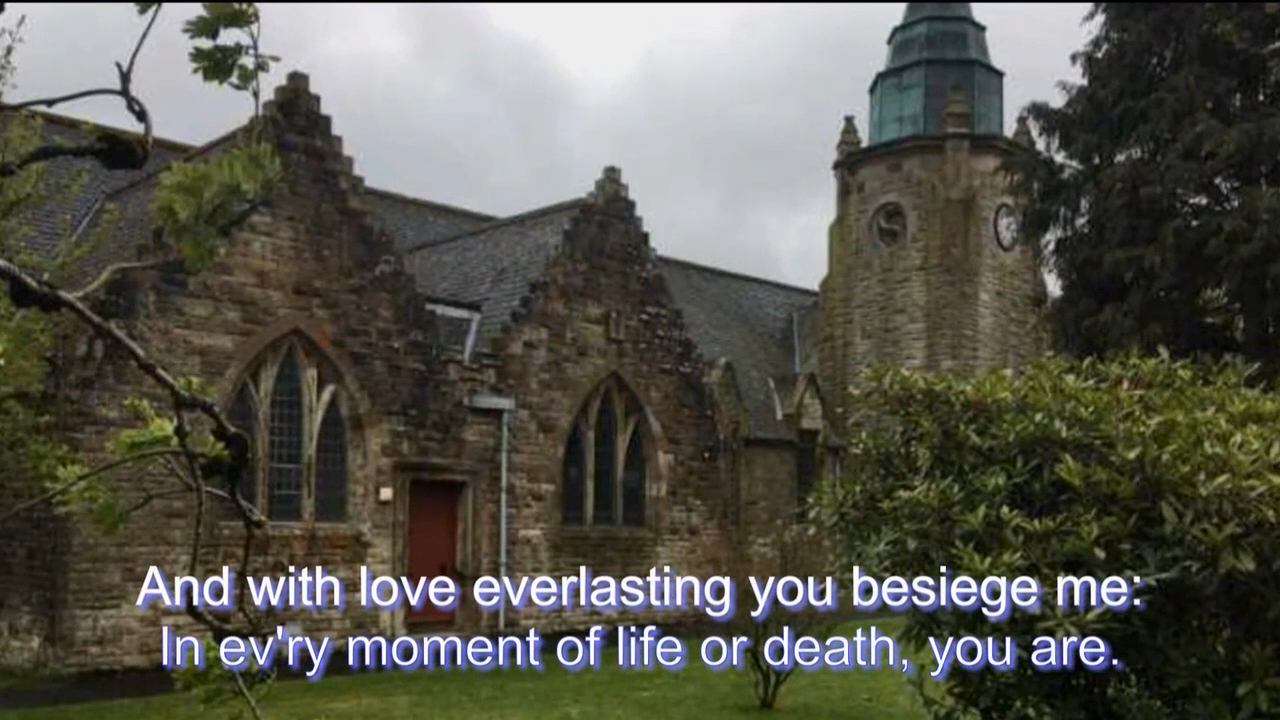 And with love everlasting you besiege me:
In ev'ry moment of life or death, you are.